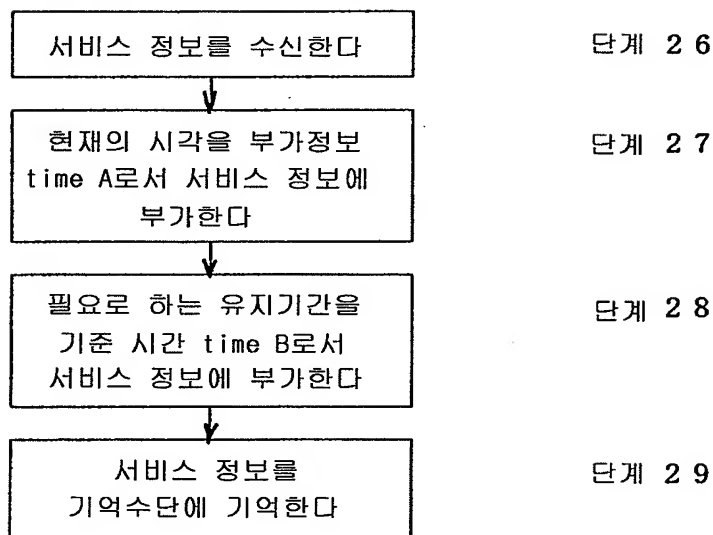 서비스 정보를 수신한다
단계 26
현재의 시각을 부가정보
time A로서 서비스 정보에
부가한다
단계 27
필요로 하는 유지기간을
기준 시간 time B로서
서비스 정보에 부가한다
단계 28
서비스 정보를
기억수단에 기억한다
단계 29